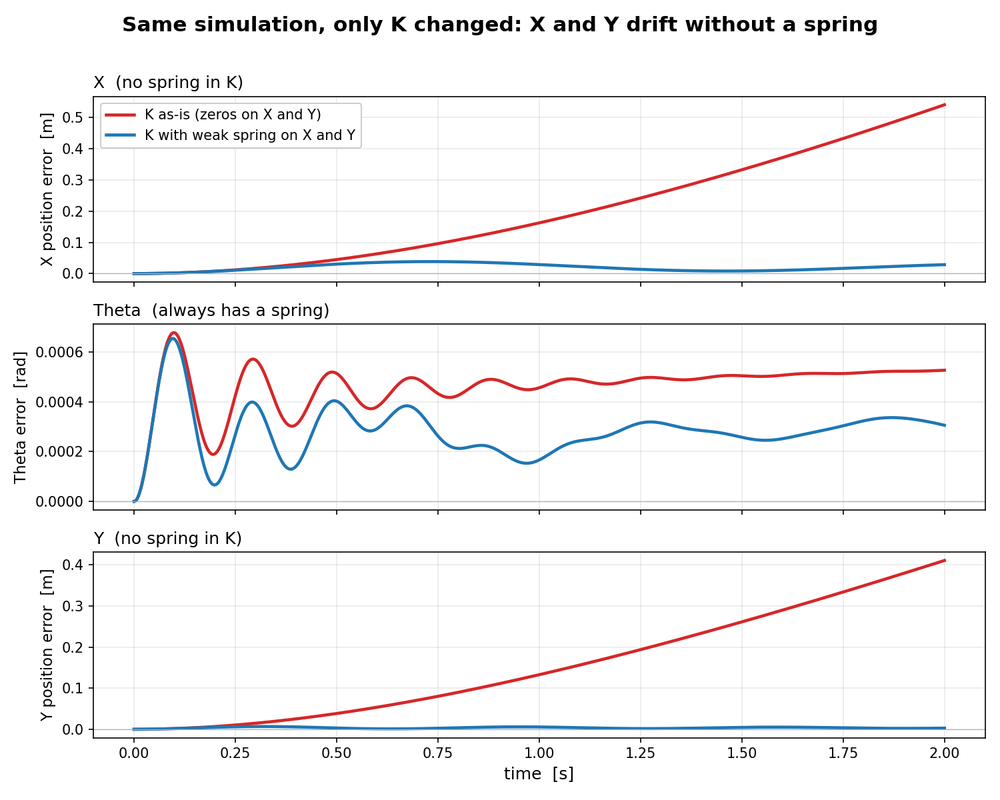 Same simulation, only K changed: X and Y drift without a spring
X  (no spring in K)
K as-is (zeros on X and Y)
K with weak spring on X and Y
X position error  [m]
0.5
0.4
0.3
0.2
0.1
0.0
Theta  (always has a spring)
Theta error  [rad]
0.0006
0.0004
0.0002
0.0000
Y  (no spring in K)
Y position error  [m]
0.4
0.3
0.2
0.1
0.0
0.00 0.25 0.50 0.75 1.00 1.25 1.50 1.75 2.00
time  [s]